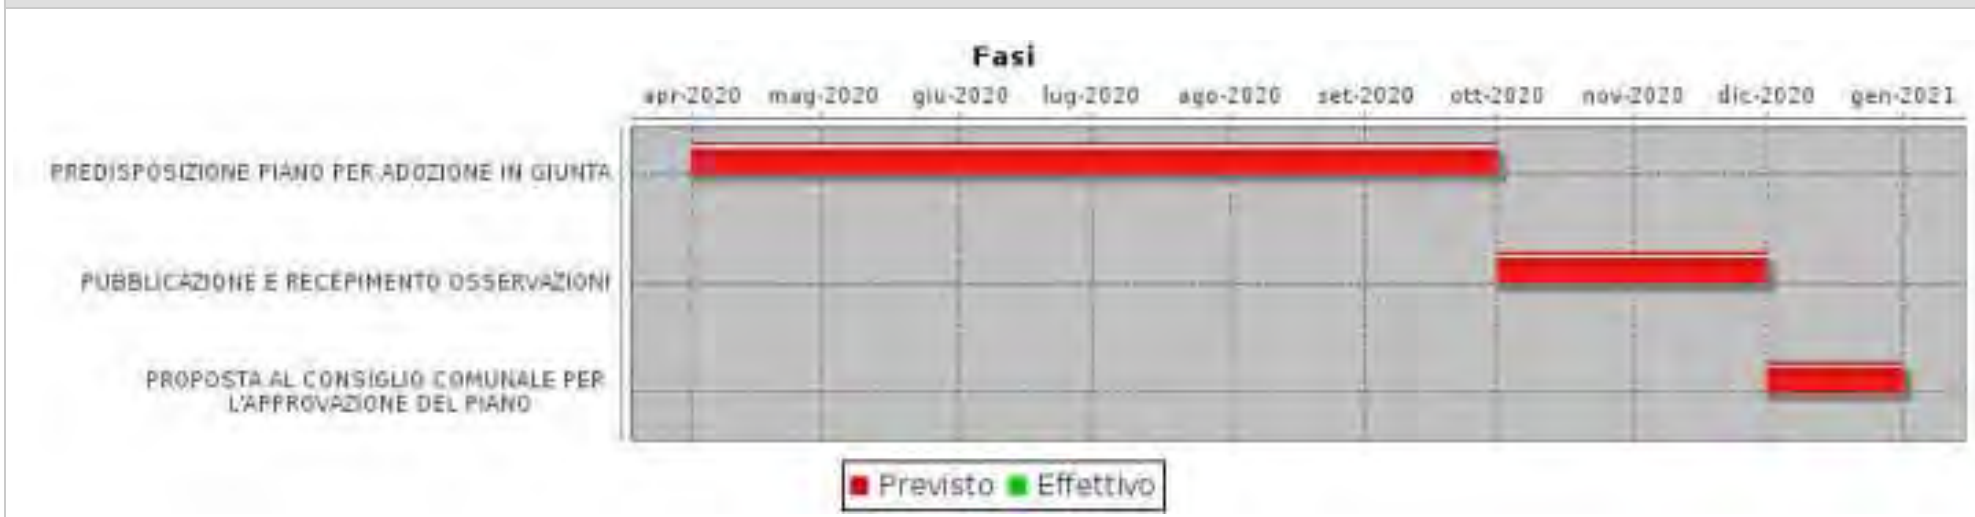 Fasi
apr-2020 mag-2020 giu-2020 lug-2020 ago-2020 set-2020 ott-2020 nov-2020 dic-2020 gen-2021
PREDISPOSIZIONE PIANO PER ADOZIONE IN GIUNTA
PUBBLICAZIONE E RECEPIMENTO OSSERVAZIONI
PROPOSTA AL CONSIGLIO COMUNALE PER
L'APPROVAZIONE DEL PIANO
Previsto Effettivo